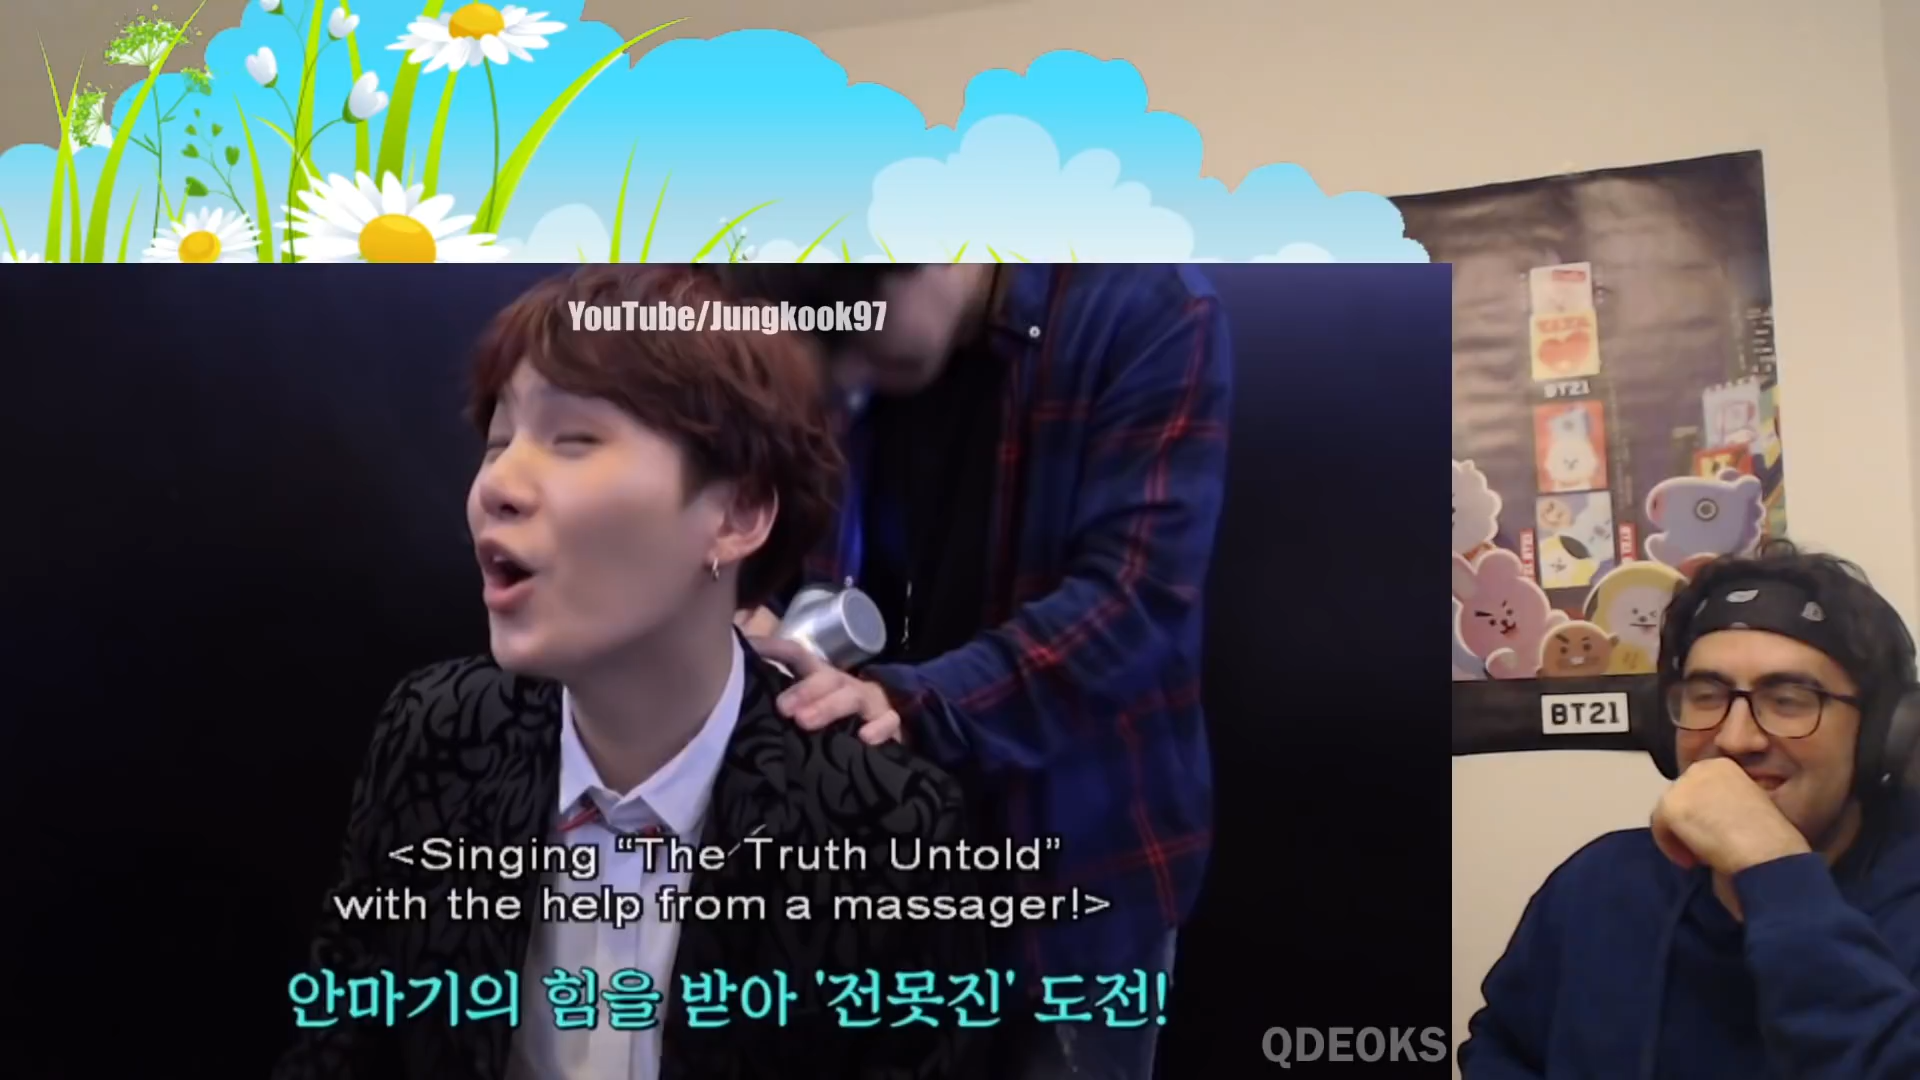 YouTube/Jungkook97
<Singing “The Truth Untold”
with the help from a massager!>
안마기의 힘을 받아 '전못진' 도전!
QDEOKS
BT21
BT21